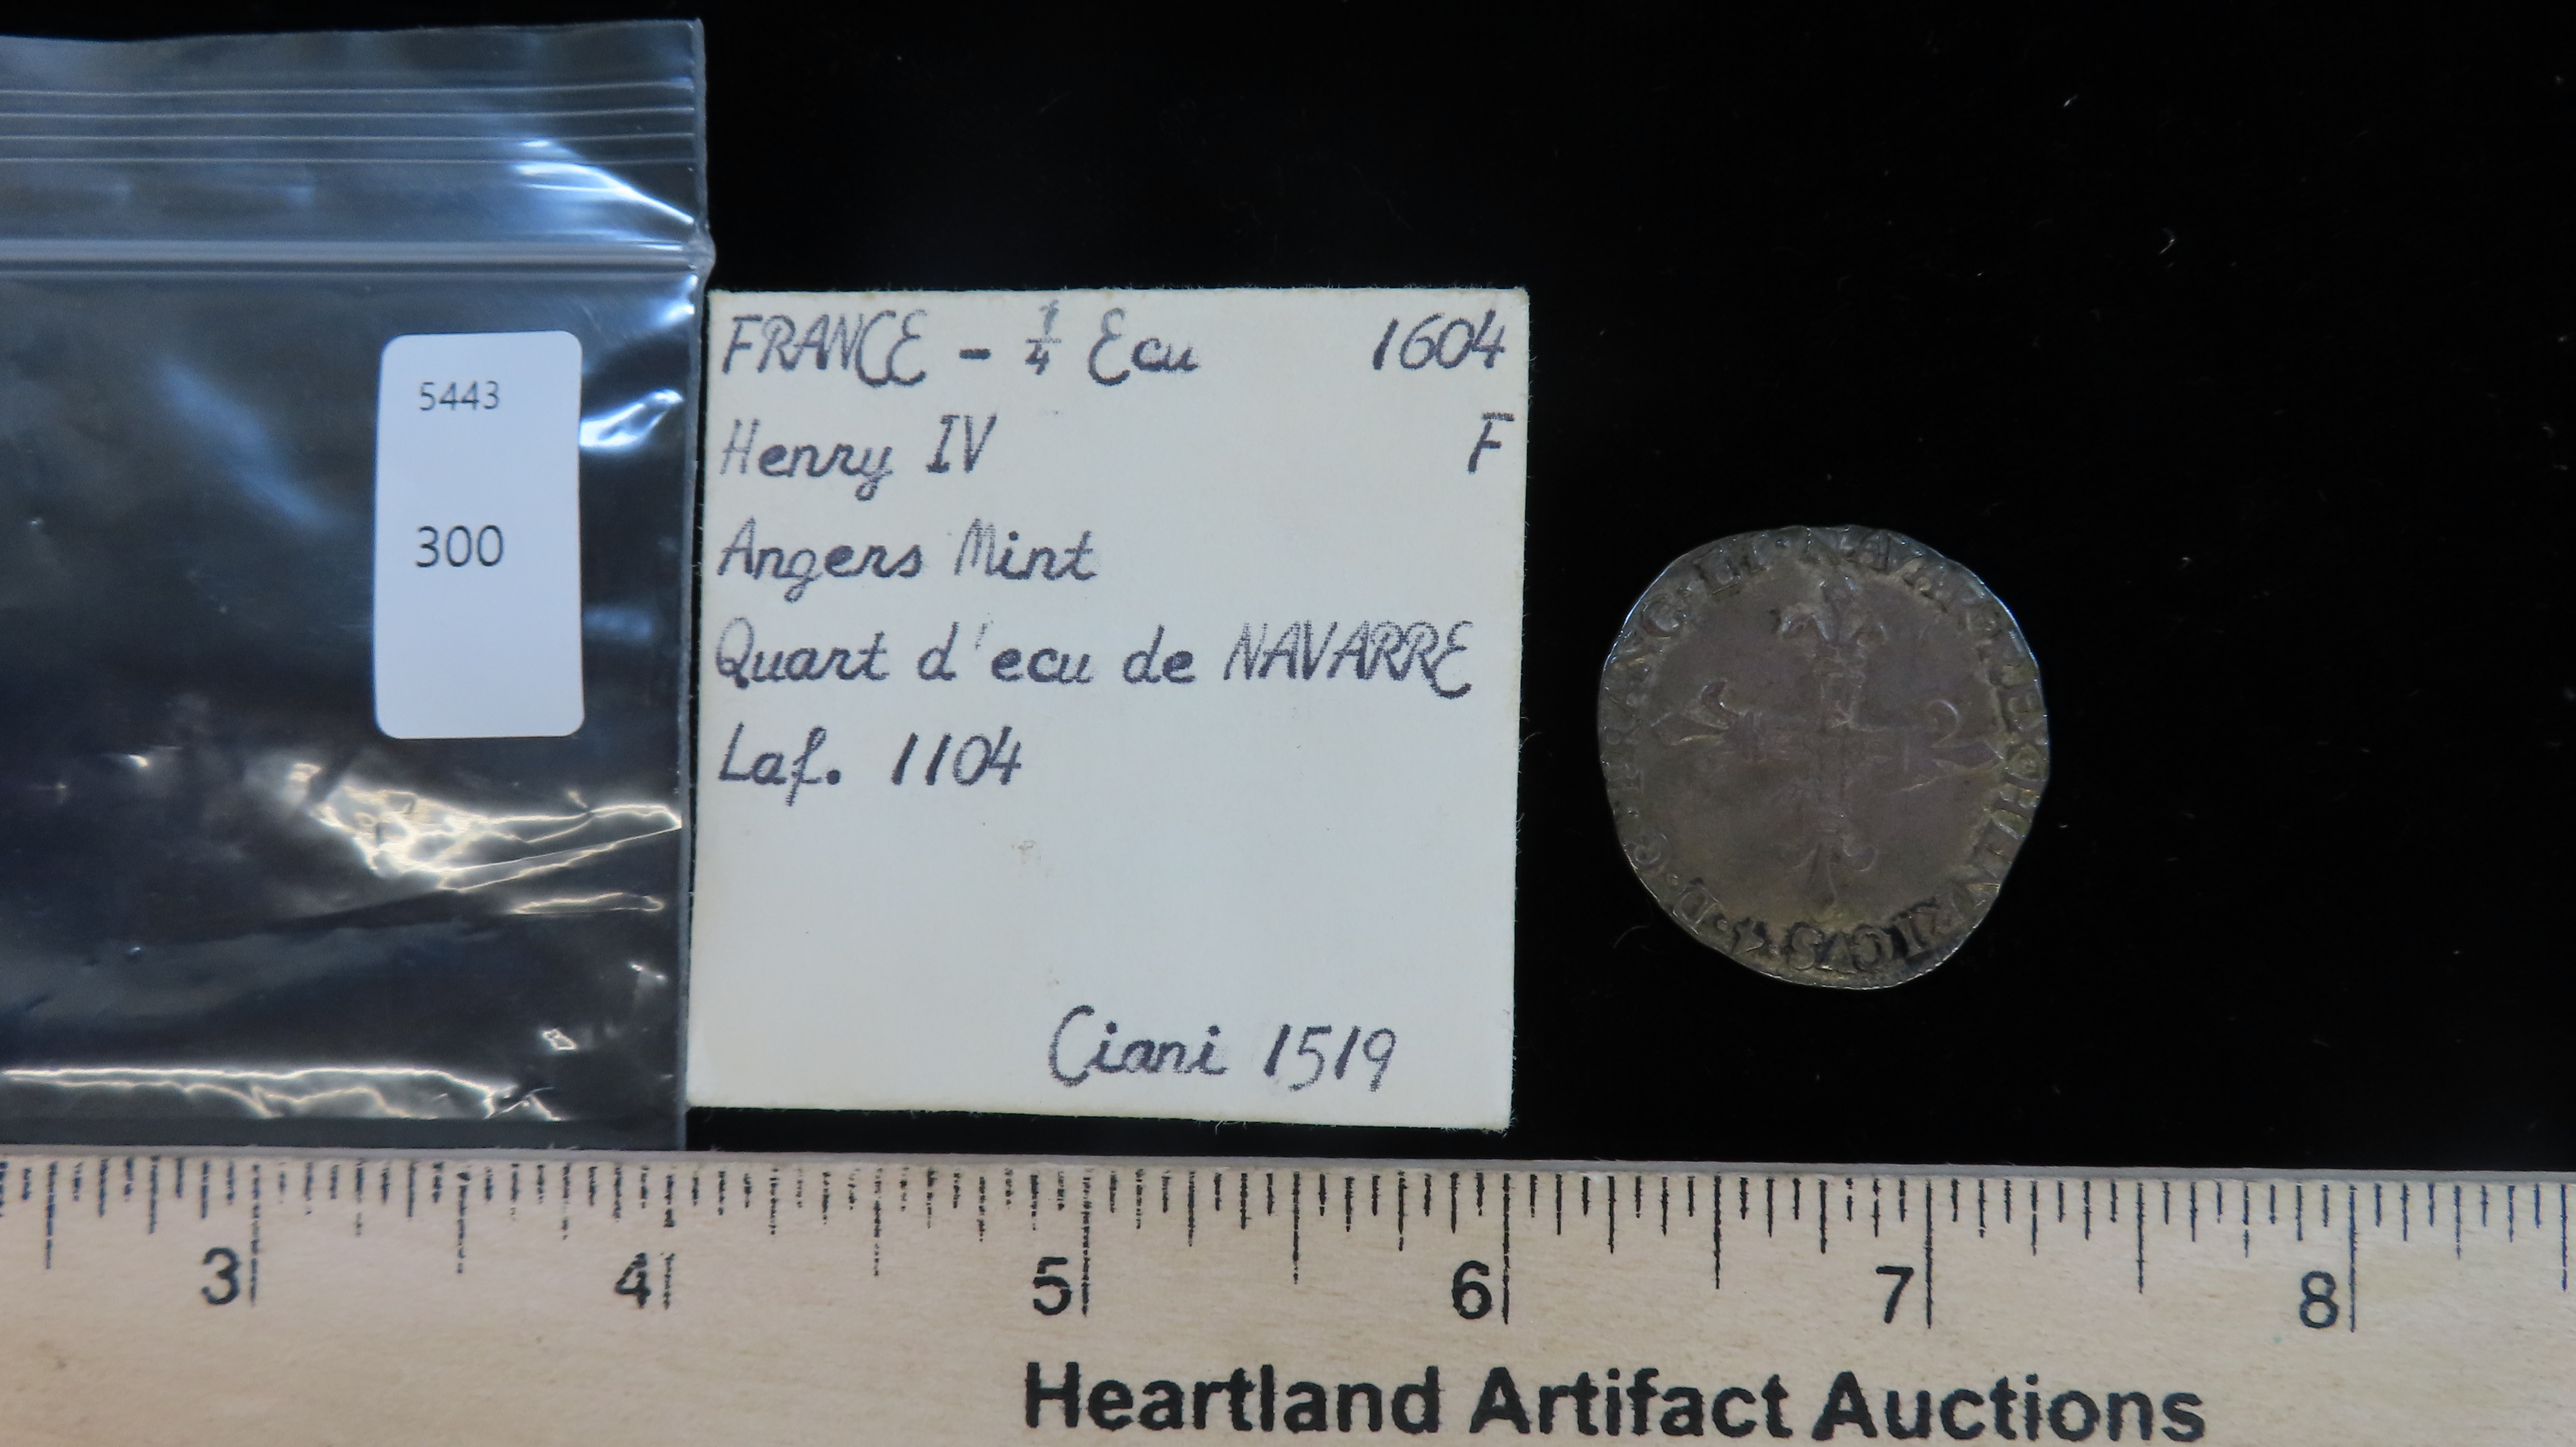 5443
300
FRANCE - 1/4 Ecu 1604
Henry IV F
Angers Mint
Quart d'ecu de NAVARRE
Laf. 1104
Ciani 1519
3 4 5 6 7 8
Heartland Artifact Auctions